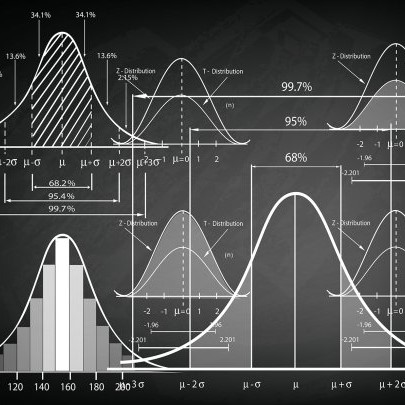 34.1% 34.1%
13.6% 13.6%
%
2.15%
Z - Distribution
T - Distribution
(n)
-1 μ=0 1 2
μ-2σ μ-σ μ μ+σ μ+2σ μ+3σ
68.2%
95.4%
99.7%
99.7%
95%
68%
Z - Distribution
-2 -1 μ=0
-1.96
-2.201
Z - Distribution
T - Distribution
(n)
-2 -1 μ=0 1 2
-1.96
-2.201 2.201
Z - Distribution
-2 -1 μ=0
-1.96
-2.201
120 140 160 180 200
μ-3σ μ-2σ μ-σ μ μ+σ μ+2σ